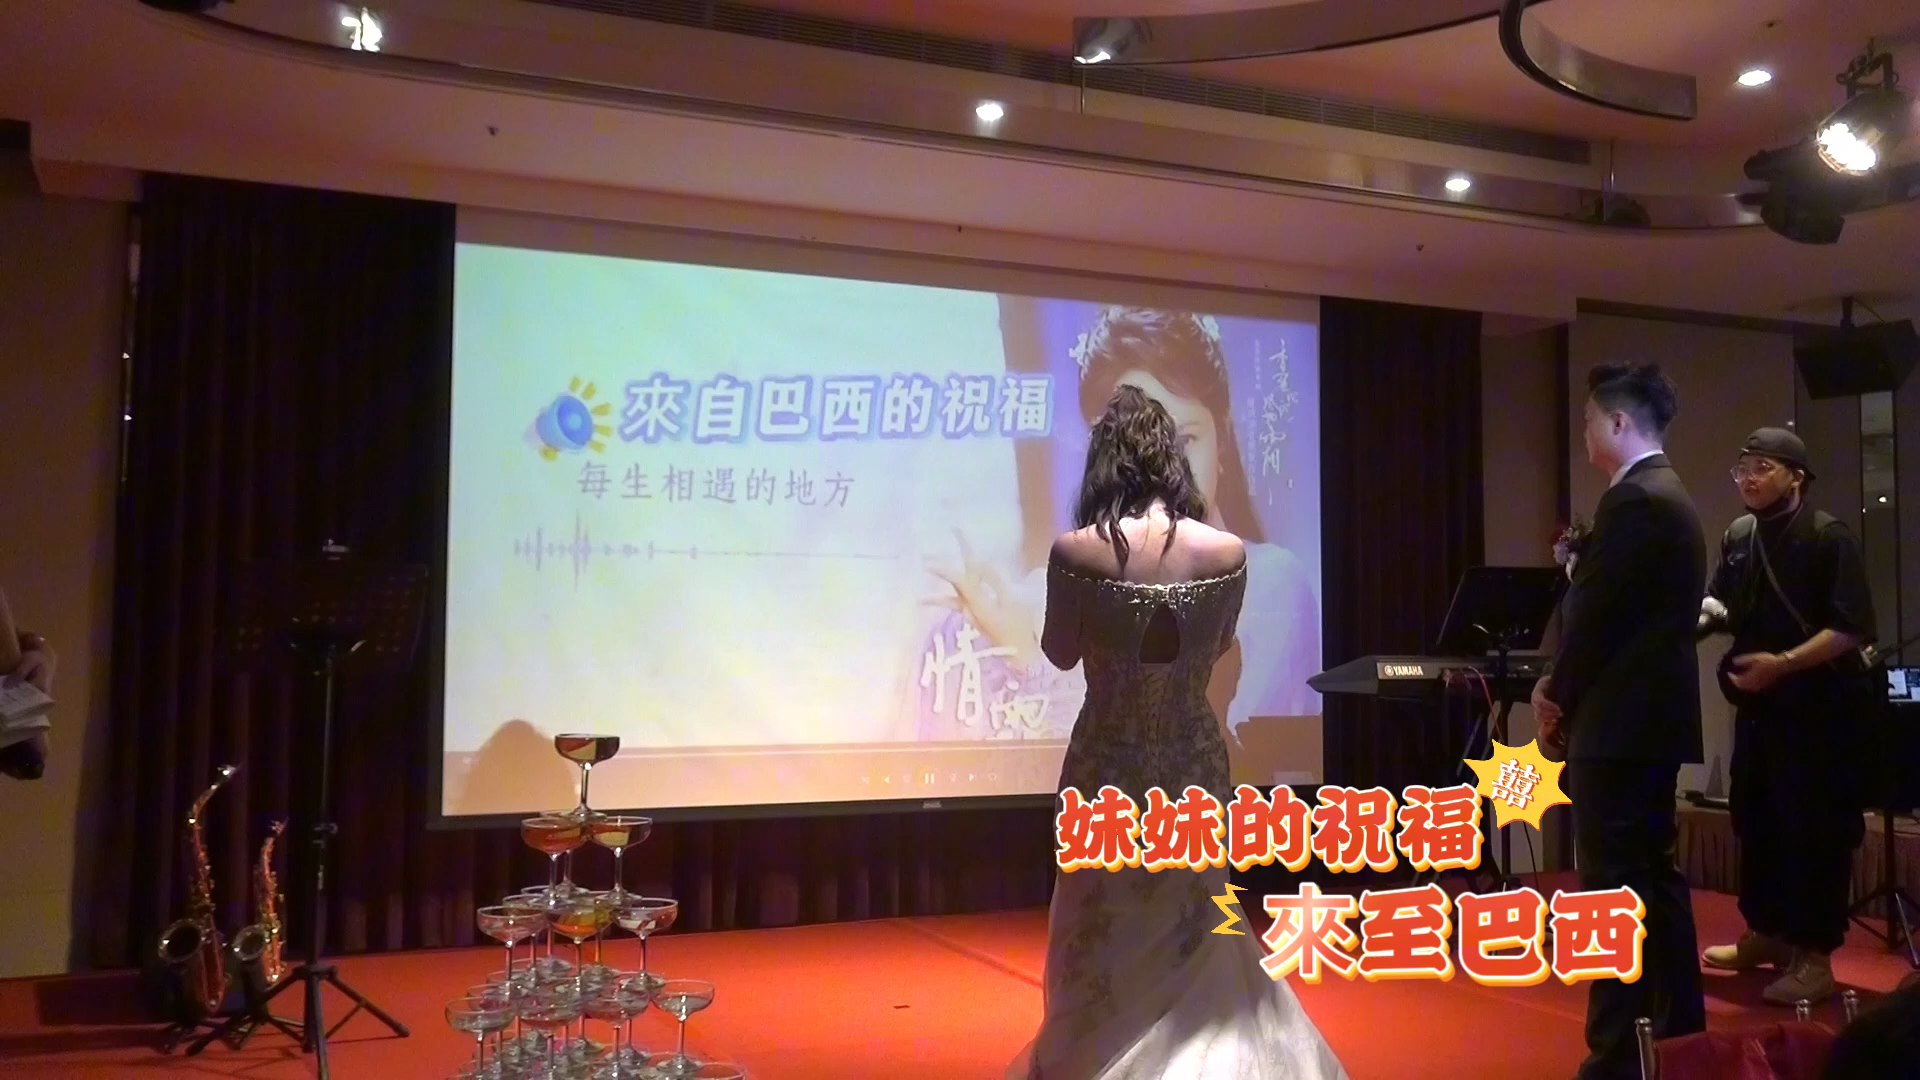 來自巴西的祝福
每生相遇的地方
情
YAMAHA
囍
妹妹的祝福
來至巴西